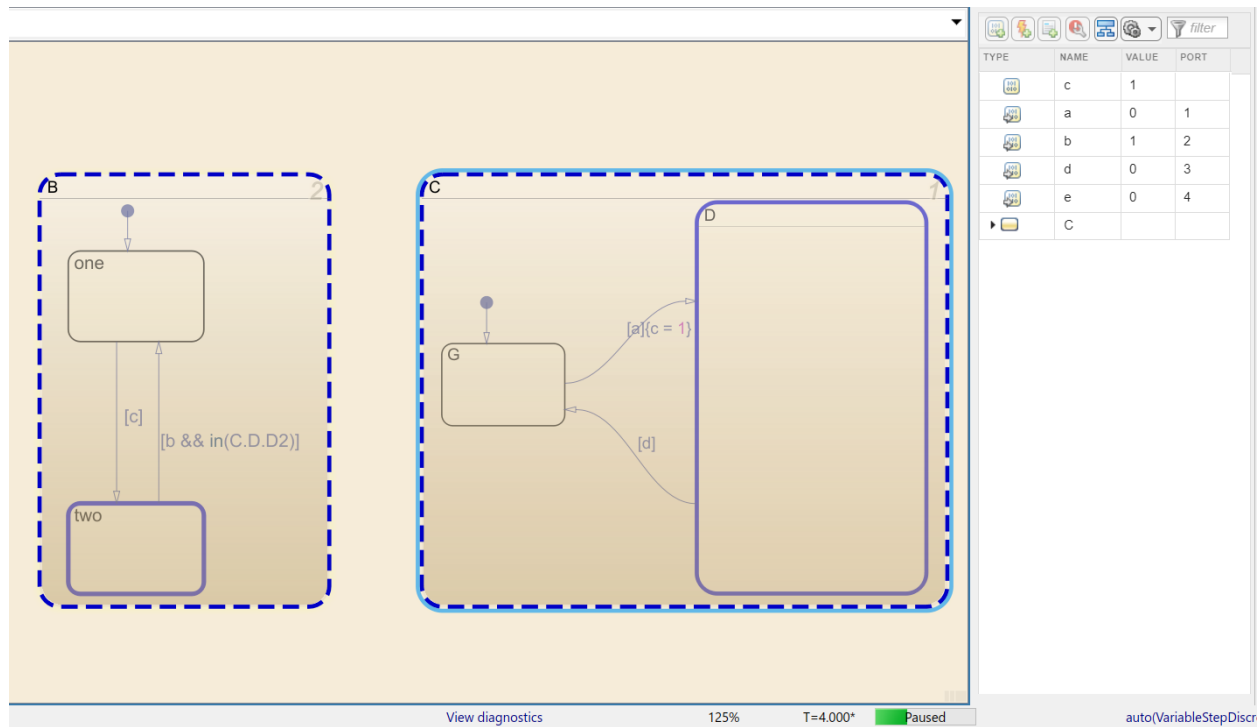 filter
TYPE NAME VALUE PORT
c 1
a 0 1
b 1 2
d 0 3
e 0 4
C
B 2
one
[c]
[b && in(C.D.D2)]
two
C 1
D
[a]{c = 1}
G
[d]
View diagnostics 125% T=4.000* Paused auto(VariableStepDiscr